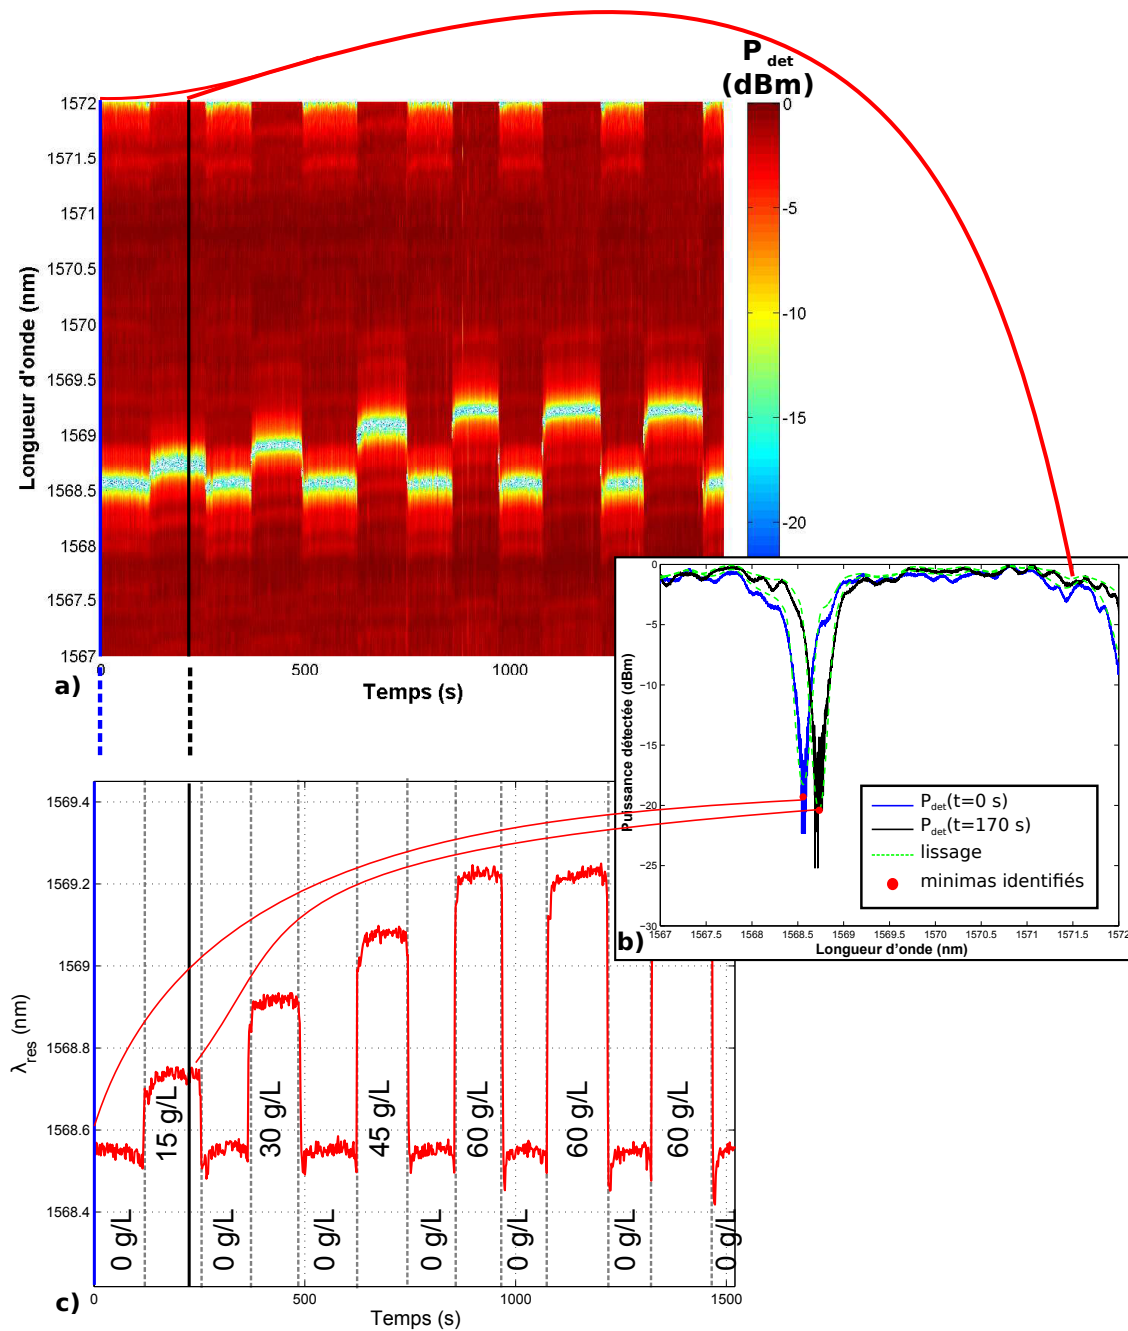 P det
(dBm)
1572
1571.5
1571
1570.5
1570
1569.5
1569
1568.5
1568
1567.5
1567
Longueur d'onde (nm)
0
-5
-10
-15
-20
0
500
1000
Temps (s)
a)
0
−5
−10
−15
−20
−25
−30
Puissance détectée (dBm)
P det (t=0 s)
P det (t=170 s)
lissage
minimas identifiés
1567
1567.5
1568
1568.5
1569
1569.5
1570
1570.5
1571
1571.5
1572
Longueur d'onde (nm)
b)
1569.4
1569.2
1569
1568.8
1568.6
1568.4
λres (nm)
15 g/L
30 g/L
45 g/L
60 g/L
60 g/L
60 g/L
0 g/L
0 g/L
0 g/L
0 g/L
0 g/L
0 g/L
0 g/L
0
500
1000
1500
Temps (s)
c)